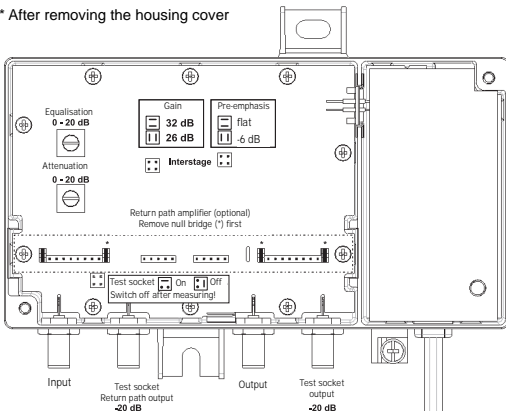 * After removing the housing cover
Equalisation
0 - 20 dB
Attenuation
0 - 20 dB
Gain
32 dB
26 dB
Pre-emphasis
flat
-6 dB
Interstage
Return path amplifier (optional)
Remove null bridge (*) first
*
*
Test socket On Off
Switch off after measuring!
Input
Test socket
Return path output
-20 dB
Output
Test socket
output
-20 dB